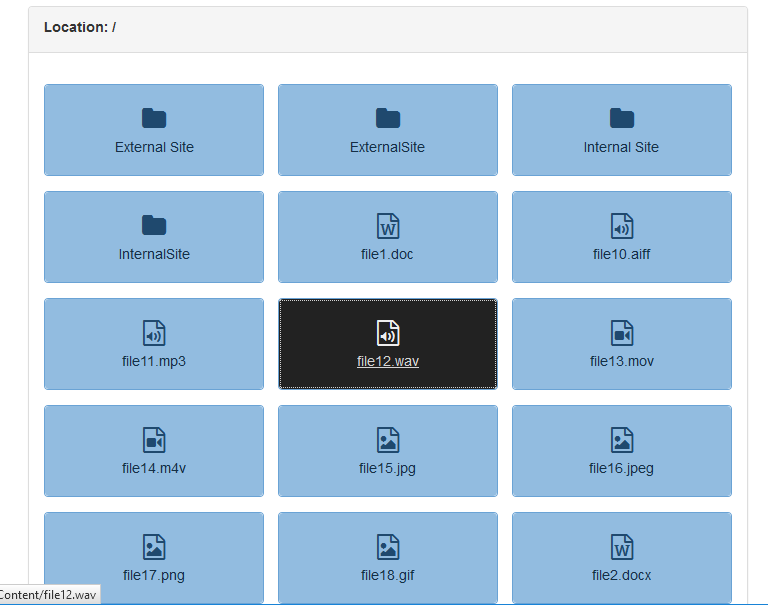 Location: /
External Site
ExternalSite
Internal Site
InternalSite
file1.doc
file10.aiff
file11.mp3
file12.wav
file13.mov
file14.m4v
file15.jpg
file16.jpeg
file17.png
file18.gif
file2.docx
Content/file12.wav